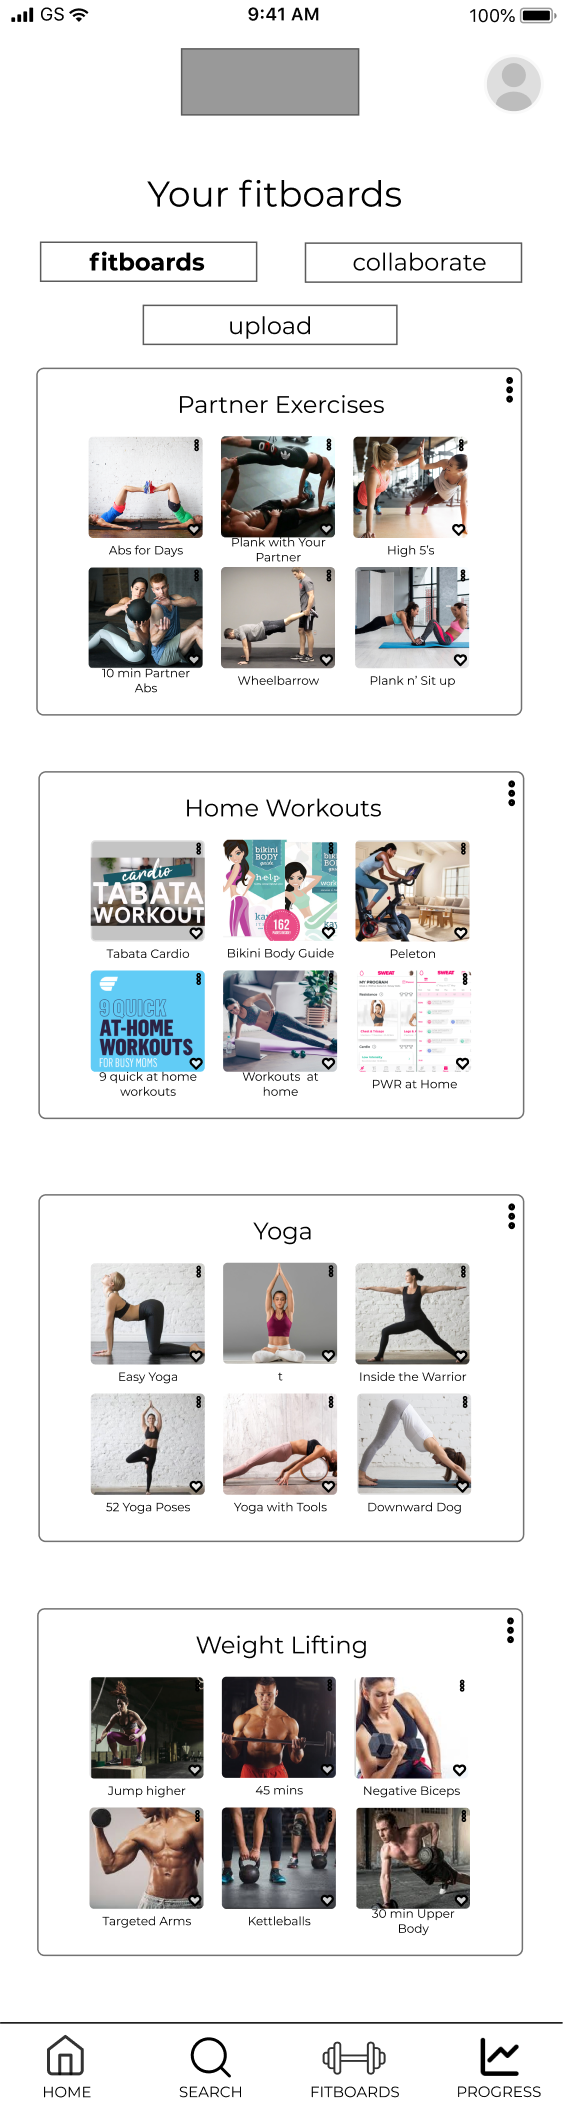 GS
9:41 AM
100%
Your fitboards
fitboards
collaborate
upload
Partner Exercises
Abs for Days
Plank with Your
Partner
High 5's
10 min Partner
Abs
Wheelbarrow
Plank n' Sit up
Home Workouts
cardio
TABATA
WORKOUT
bikini
BODY
guide
help
162
Tabata Cardio
Bikini Body Guide
Peleton
9 QUICK
AT-HOME
WORKOUTS
FOR BUSY MOMS
SWEAT
SWEAT
MY PROGRAM
Resistance
Cardio
9 quick at home
workouts
Workouts at
home
PWR at Home
Yoga
Easy Yoga
t
Inside the Warrior
52 Yoga Poses
Yoga with Tools
Downward Dog
Weight Lifting
Jump higher
45 mins
Negative Biceps
Targeted Arms
Kettleballs
30 min Upper
Body
HOME
SEARCH
FITBOARDS
PROGRESS